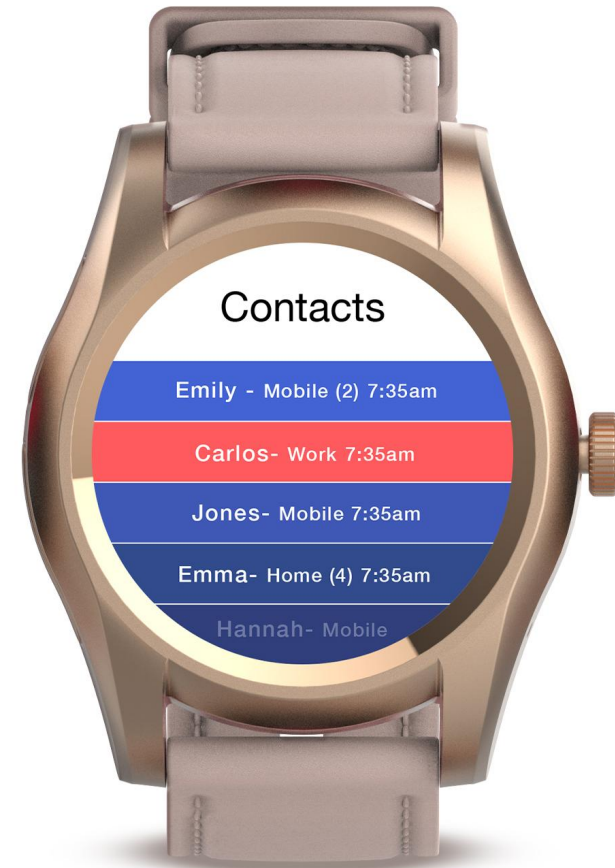 Contacts
Emily - Mobile (2) 7:35am
Carlos- Work 7:35am
Jones- Mobile 7:35am
Emma- Home (4) 7:35am
Hannah- Mobile